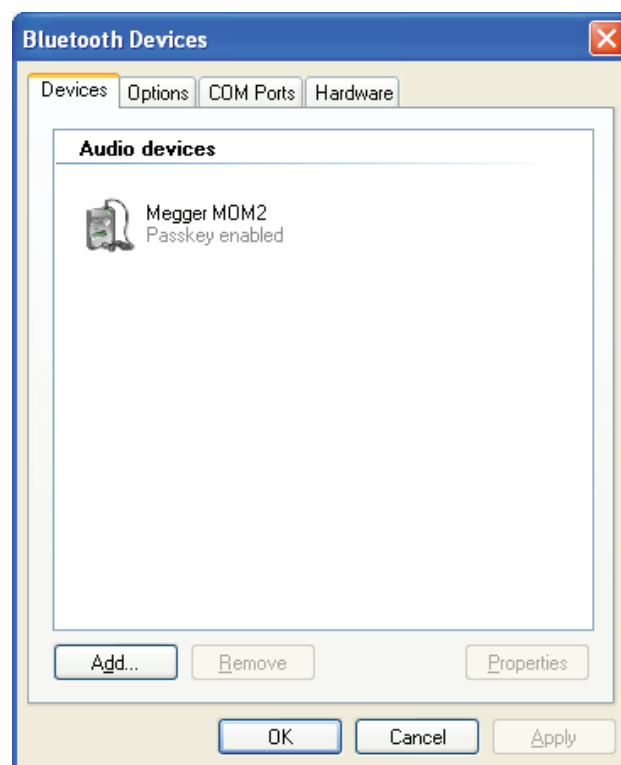 Bluetooth Devices
Devices Options COM Ports Hardware
Audio devices
Megger MOM2
Passkey enabled
Add... Remove Properties
OK Cancel Apply